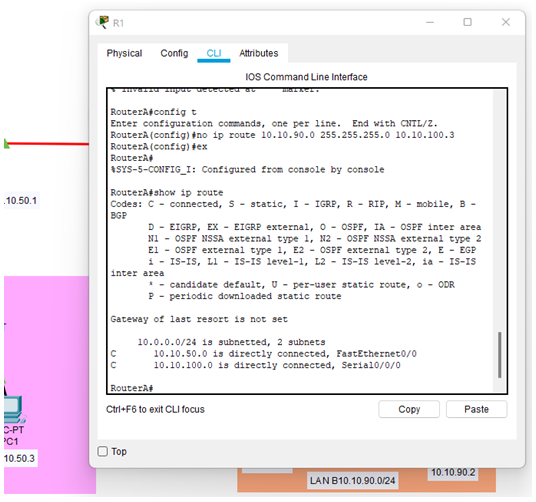 R1
Physical Config CLI Attributes
IOS Command Line Interface
RouterA#config t
Enter configuration commands, one per line.  End with CNTL/Z.
RouterA(config)#no ip route 10.10.90.0 255.255.255.0 10.10.100.3
RouterA(config)#ex
RouterA#
%SYS-5-CONFIG_I: Configured from console by console
RouterA#show ip route
Codes: C - connected, S - static, I - IGRP, R - RIP, M - mobile, B -
BGP
       D - EIGRP, EX - EIGRP external, O - OSPF, IA - OSPF inter area
       N1 - OSPF NSSA external type 1, N2 - OSPF NSSA external type 2
       E1 - OSPF external type 1, E2 - OSPF external type 2, E - EGP
       i - IS-IS, L1 - IS-IS level-1, L2 - IS-IS level-2, ia - IS-IS
inter area
       * - candidate default, U - per-user static route, o - ODR
       P - periodic downloaded static route
Gateway of last resort is not set
     10.0.0.0/24 is subnetted, 2 subnets
C       10.10.50.0 is directly connected, FastEthernet0/0
C       10.10.100.0 is directly connected, Serial0/0/0
RouterA#
Ctrl+F6 to exit CLI focus
Copy
Paste
Top
.10.50.1
C-PT
PC1
10.50.3
LAN B10.10.90.0/24
10.10.90.2